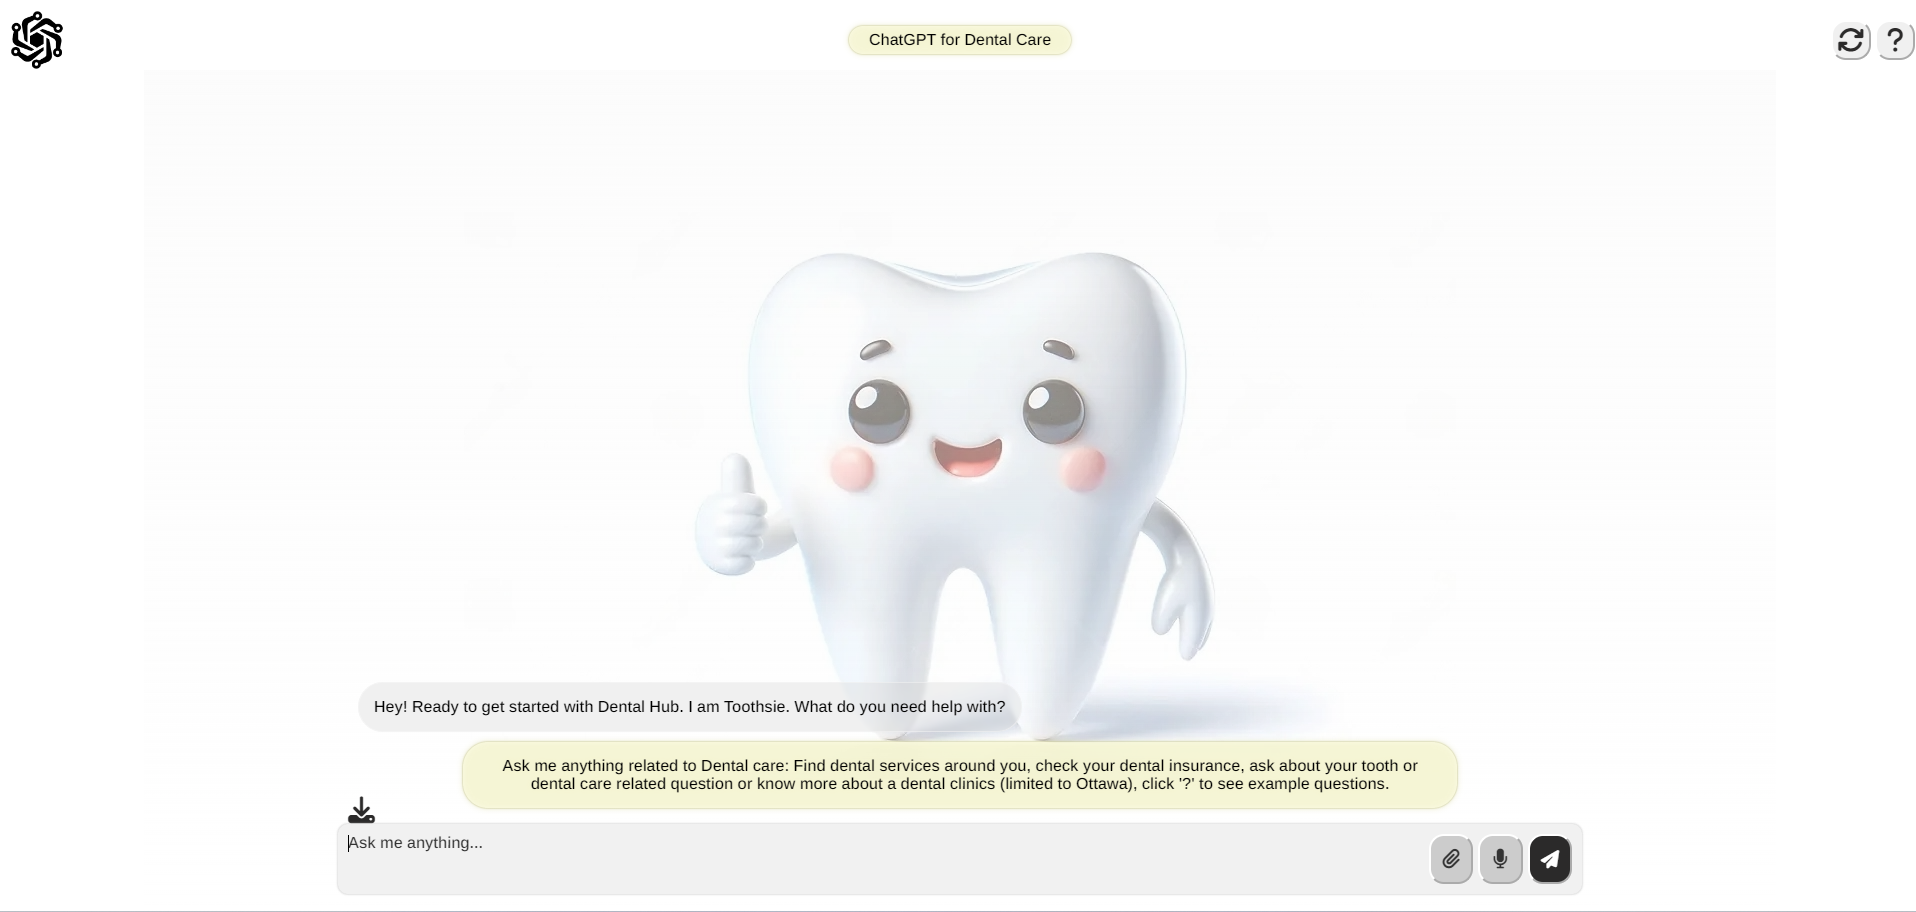 ChatGPT for Dental Care
?
Hey! Ready to get started with Dental Hub. I am Toothsie. What do you need help with?
Ask me anything related to Dental care: Find dental services around you, check your dental insurance, ask about your tooth or
dental care related question or know more about a dental clinics (limited to Ottawa), click '?' to see example questions.
Ask me anything...